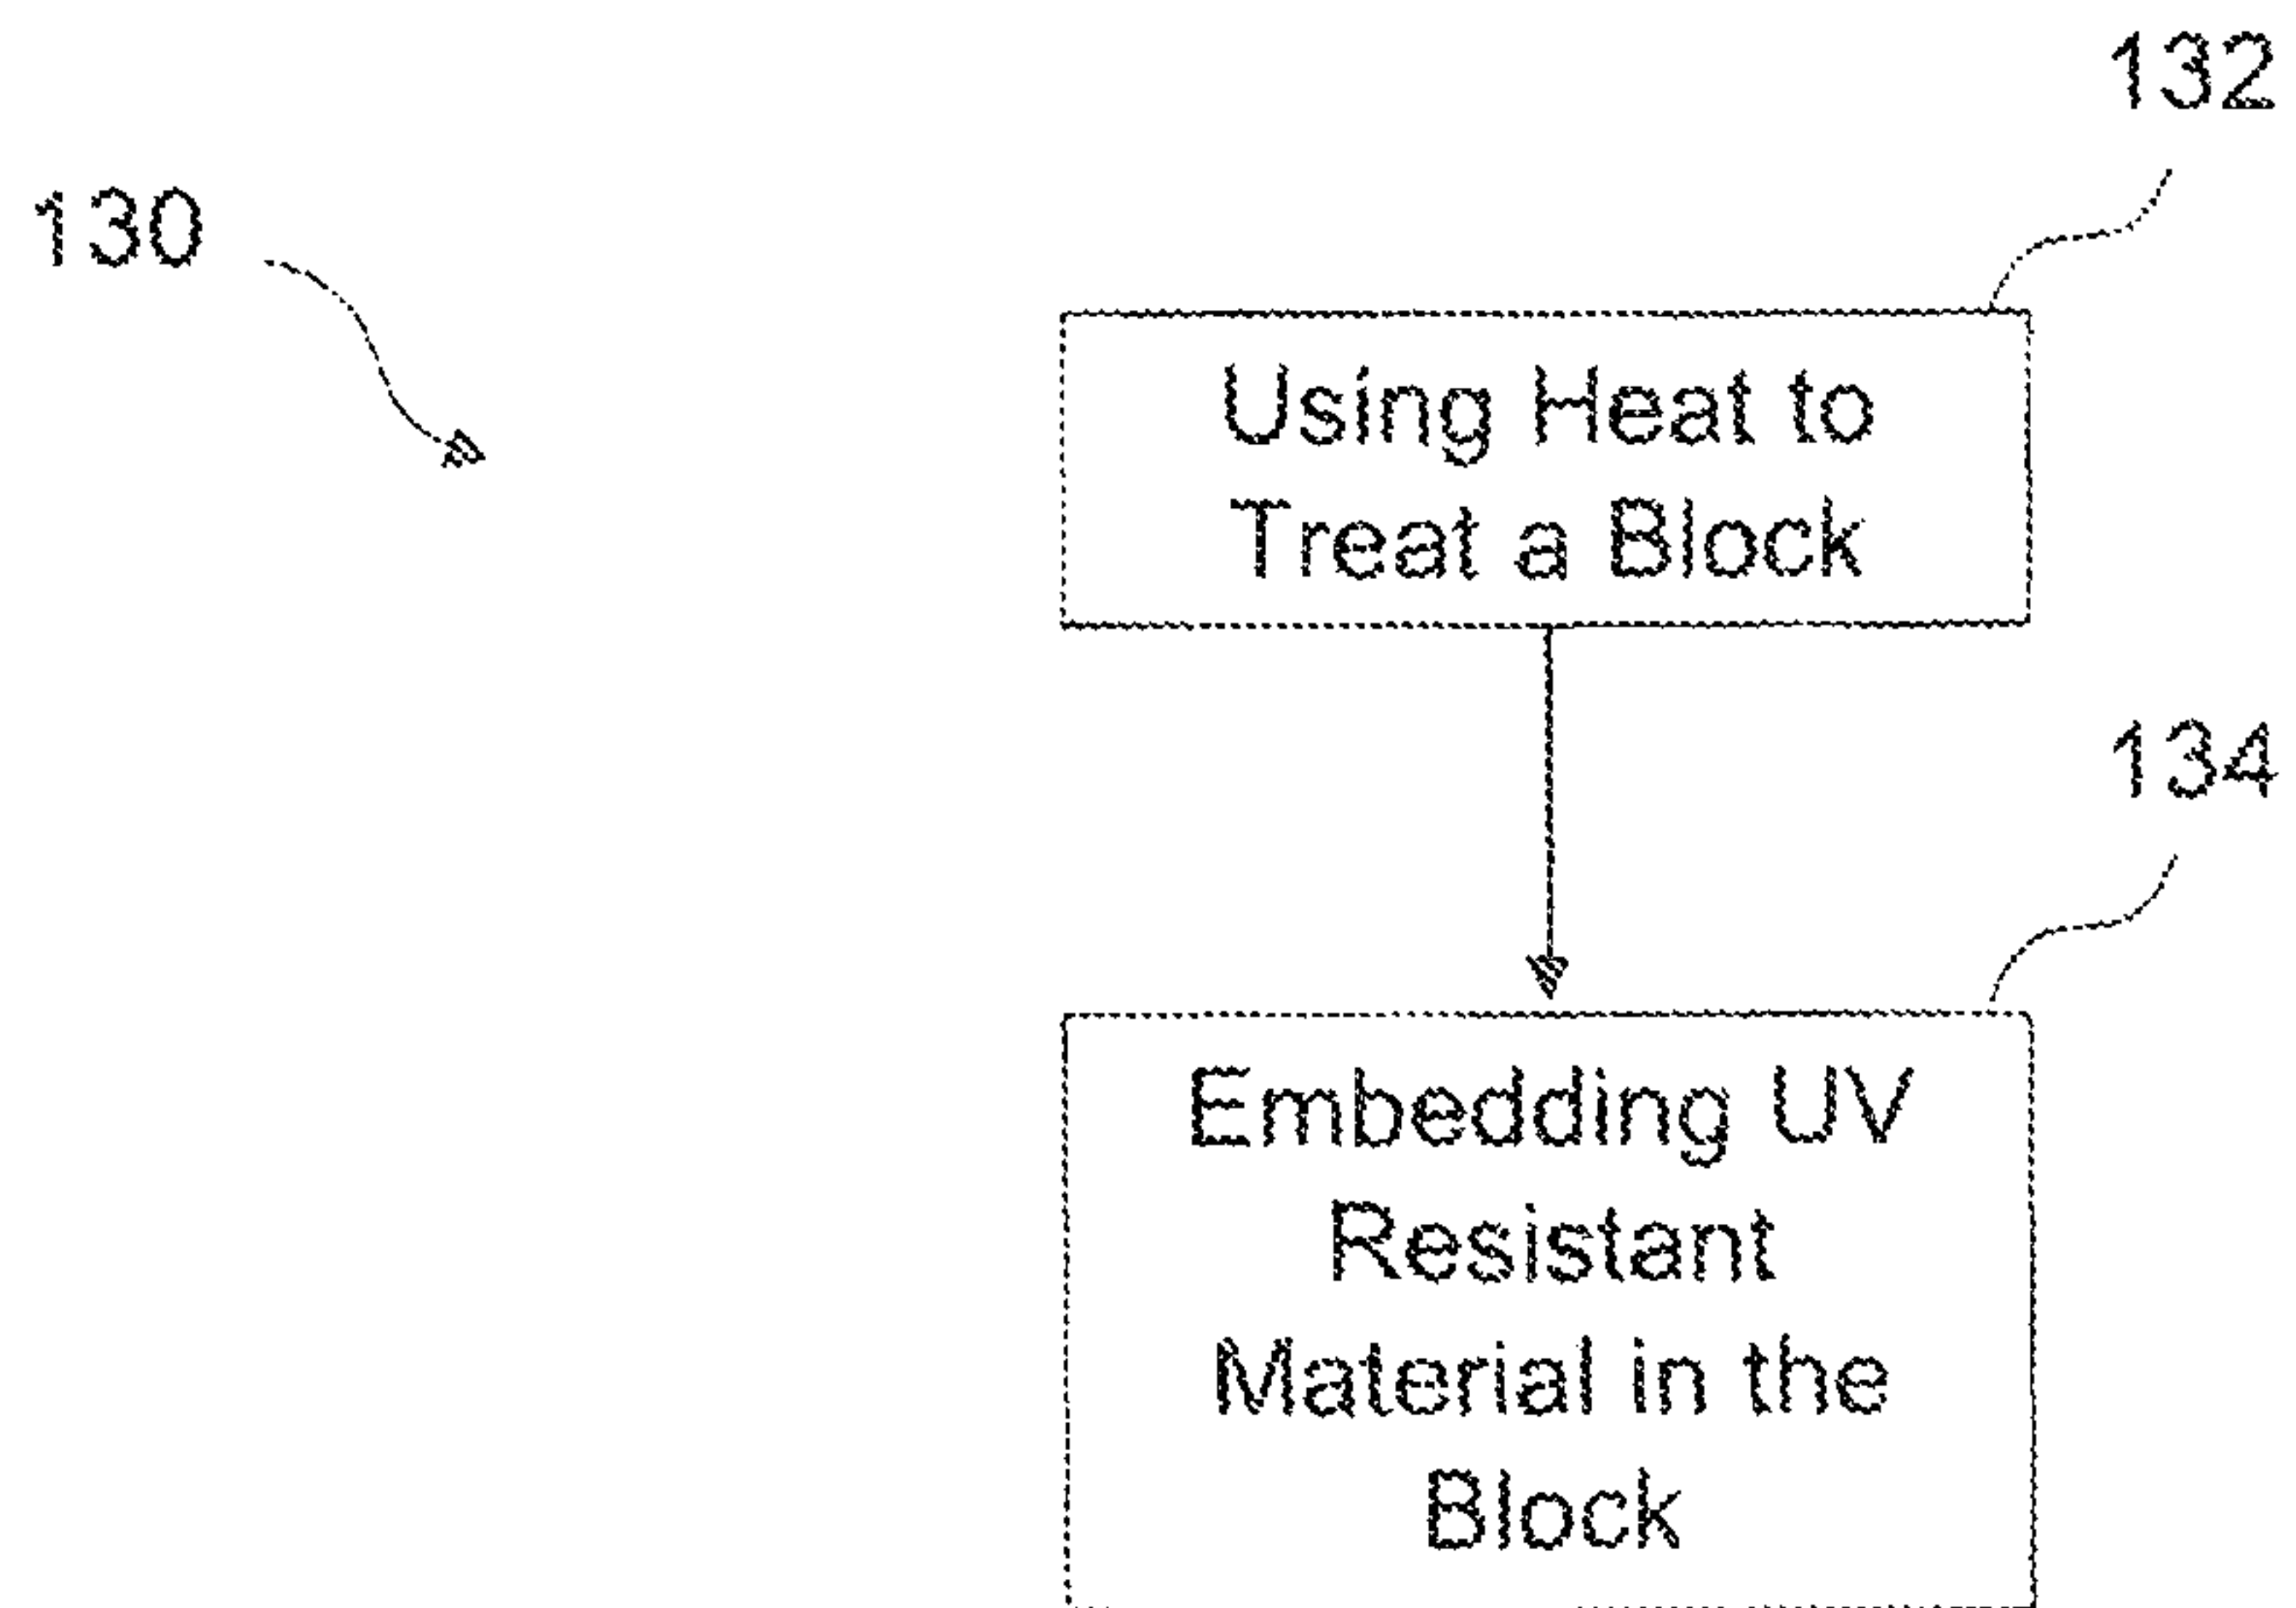 132
130
Using Heat to
Treat a Block
134
Embedding UV
Resistant
Material in the
Block